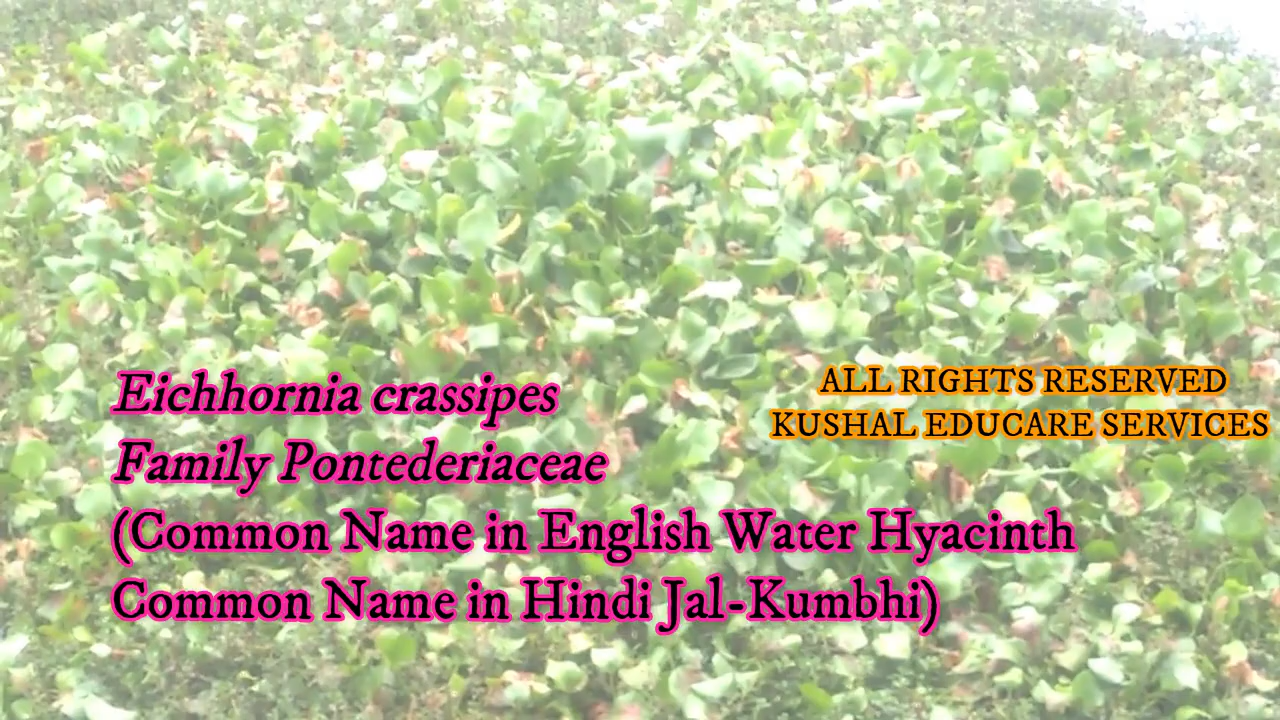 Eichhornia crassipes
Family Pontederiaceae
(Common Name in English Water Hyacinth
Common Name in Hindi Jal-Kumbhi)
ALL RIGHTS RESERVED
KUSHAL EDUCARE SERVICES